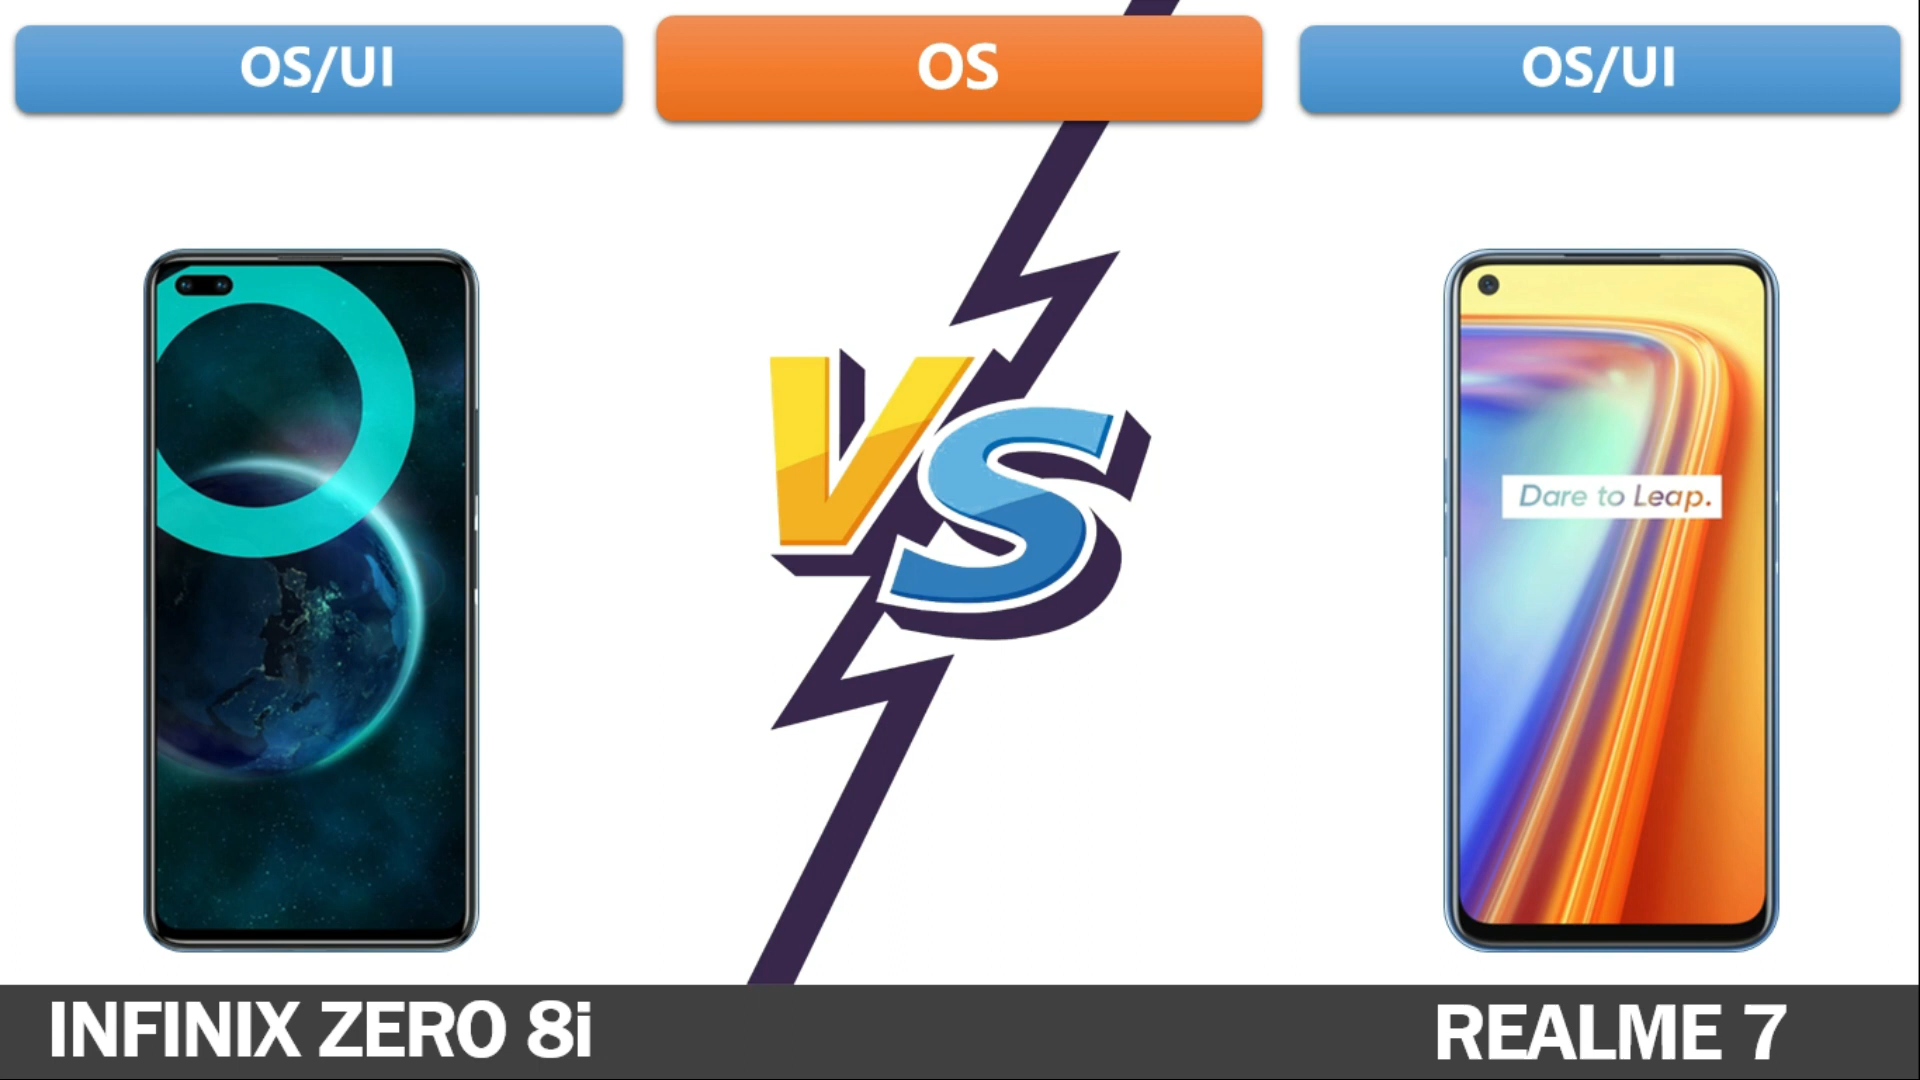 OS/UI
OS
OS/UI
VS
Dare to Leap.
INFINIX ZERO 8i
REALME 7